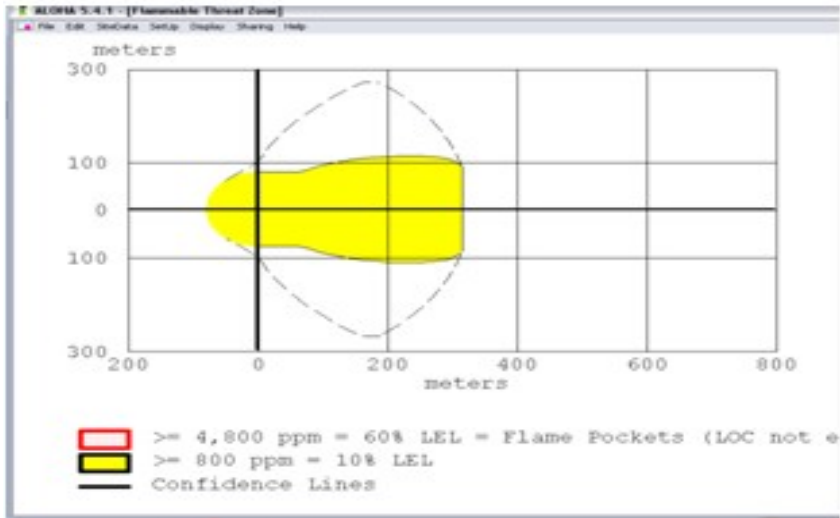 ALOHA 5.4.1 - [Flammable Threat Zone]
File Edit SiteData SetUp Display Sharing Help
meters
300
100
0
100
300
200 0 200 400 600 800
meters
>= 4,800 ppm = 60% LEL = Flame Pockets (LOC not e
>= 800 ppm = 10% LEL
Confidence Lines